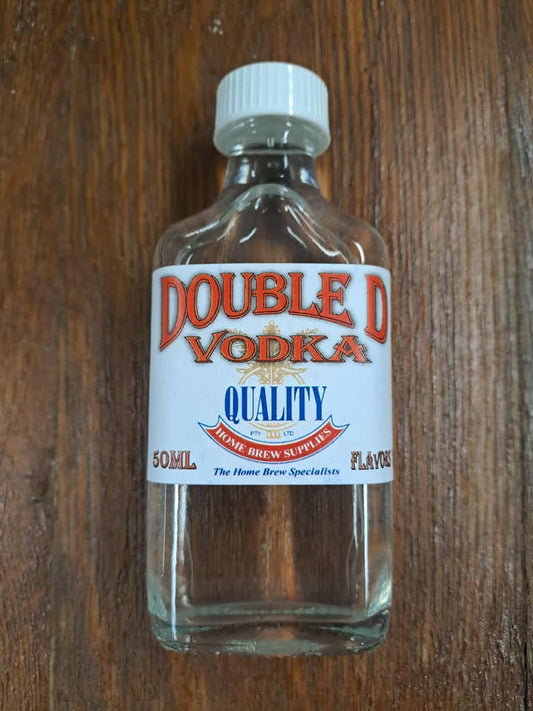 DOUBLE D
VODKA
QUALITY
PTY LTD
HOME BREW SUPPLIES
50ML
The Home Brew Specialists